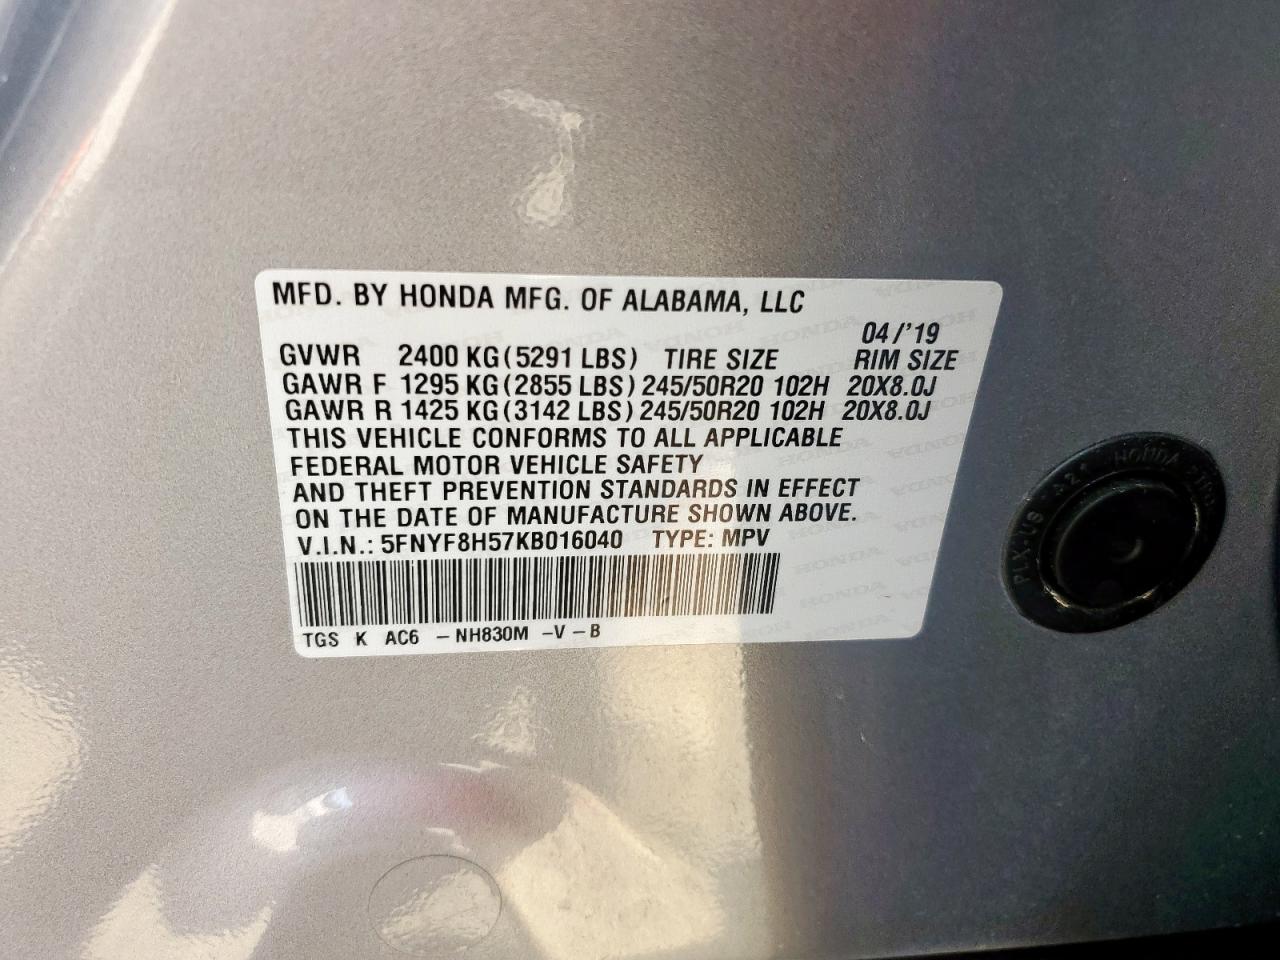 MFD. BY HONDA MFG. OF ALABAMA, LLC
04/'19
GVWR 2400 KG(5291 LBS) TIRE SIZE RIM SIZE
GAWR F 1295 KG(2855 LBS) 245/50R20 102H 20X8.0J
GAWR R 1425 KG(3142 LBS) 245/50R20 102H 20X8.0J
THIS VEHICLE CONFORMS TO ALL APPLICABLE
FEDERAL MOTOR VEHICLE SAFETY
AND THEFT PREVENTION STANDARDS IN EFFECT
ON THE DATE OF MANUFACTURE SHOWN ABOVE.
V.I.N.: 5FNYF8H57KB016040 TYPE: MPV
TGS K AC6 -NH830M -V-B
HONDA